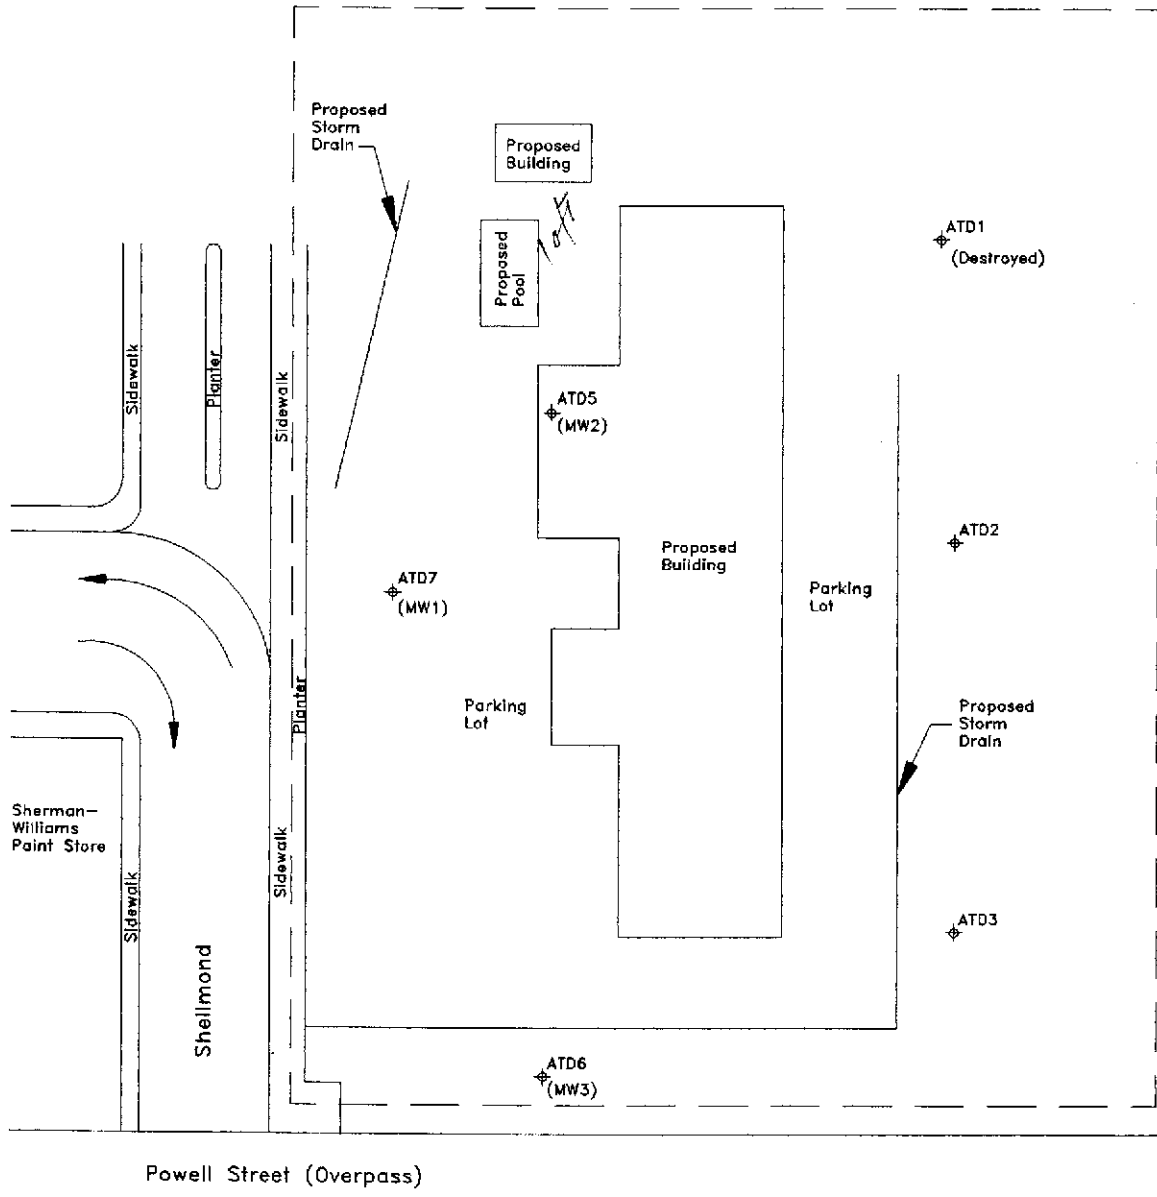 Proposed
Storm
Drain
Proposed
Building
Proposed
Pool
ATD1
(Destroyed)
Sidewalk
Planter
Sidewalk
ATD5
(MW2)
ATD2
Proposed
Building
ATD7
(MW1)
Parking
Lot
Planter
Parking
Lot
Proposed
Storm
Drain
Sherman-
Williams
Paint Store
Sidewalk
Sidewalk
ATD3
Shellmond
ATD6
(MW3)
Powell Street (Overpass)